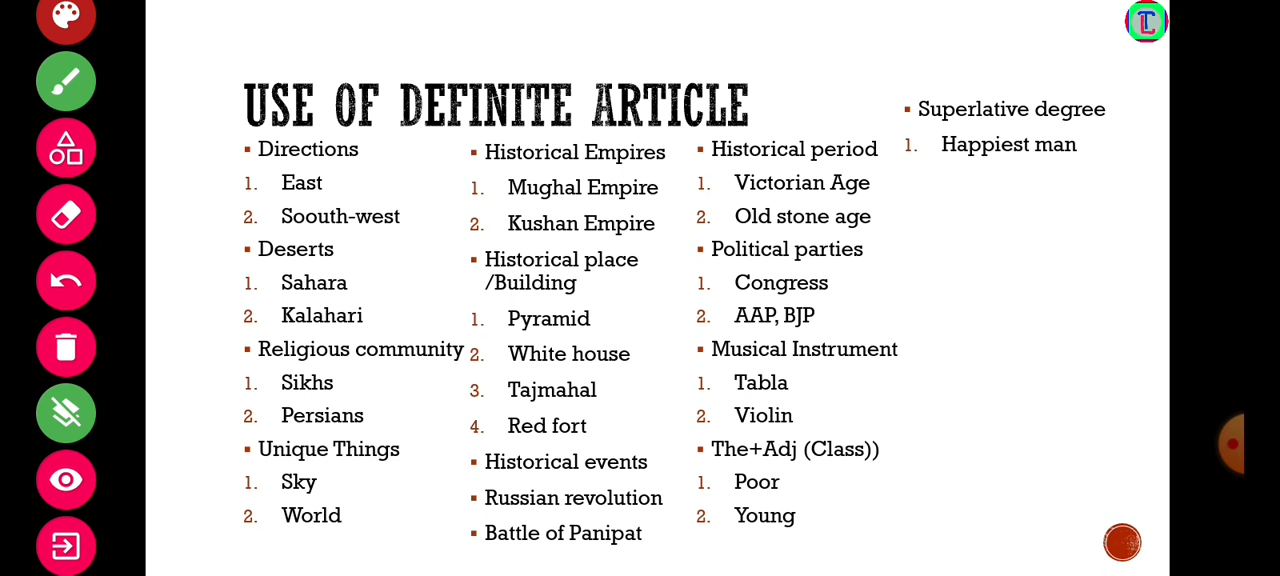 USE OF DEFINITE ARTICLE
▪ Directions
1. East
2. Soouth-west
▪ Deserts
1. Sahara
2. Kalahari
▪ Religious community
1. Sikhs
2. Persians
▪ Unique Things
1. Sky
2. World
▪ Historical Empires
1. Mughal Empire
2. Kushan Empire
▪ Historical place
/Building
1. Pyramid
2. White house
3. Tajmahal
4. Red fort
▪ Historical events
▪ Russian revolution
▪ Battle of Panipat
▪ Historical period
1. Victorian Age
2. Old stone age
▪ Political parties
1. Congress
2. AAP, BJP
▪ Musical Instrument
1. Tabla
2. Violin
▪ The+Adj (Class))
1. Poor
2. Young
▪ Superlative degree
1. Happiest man